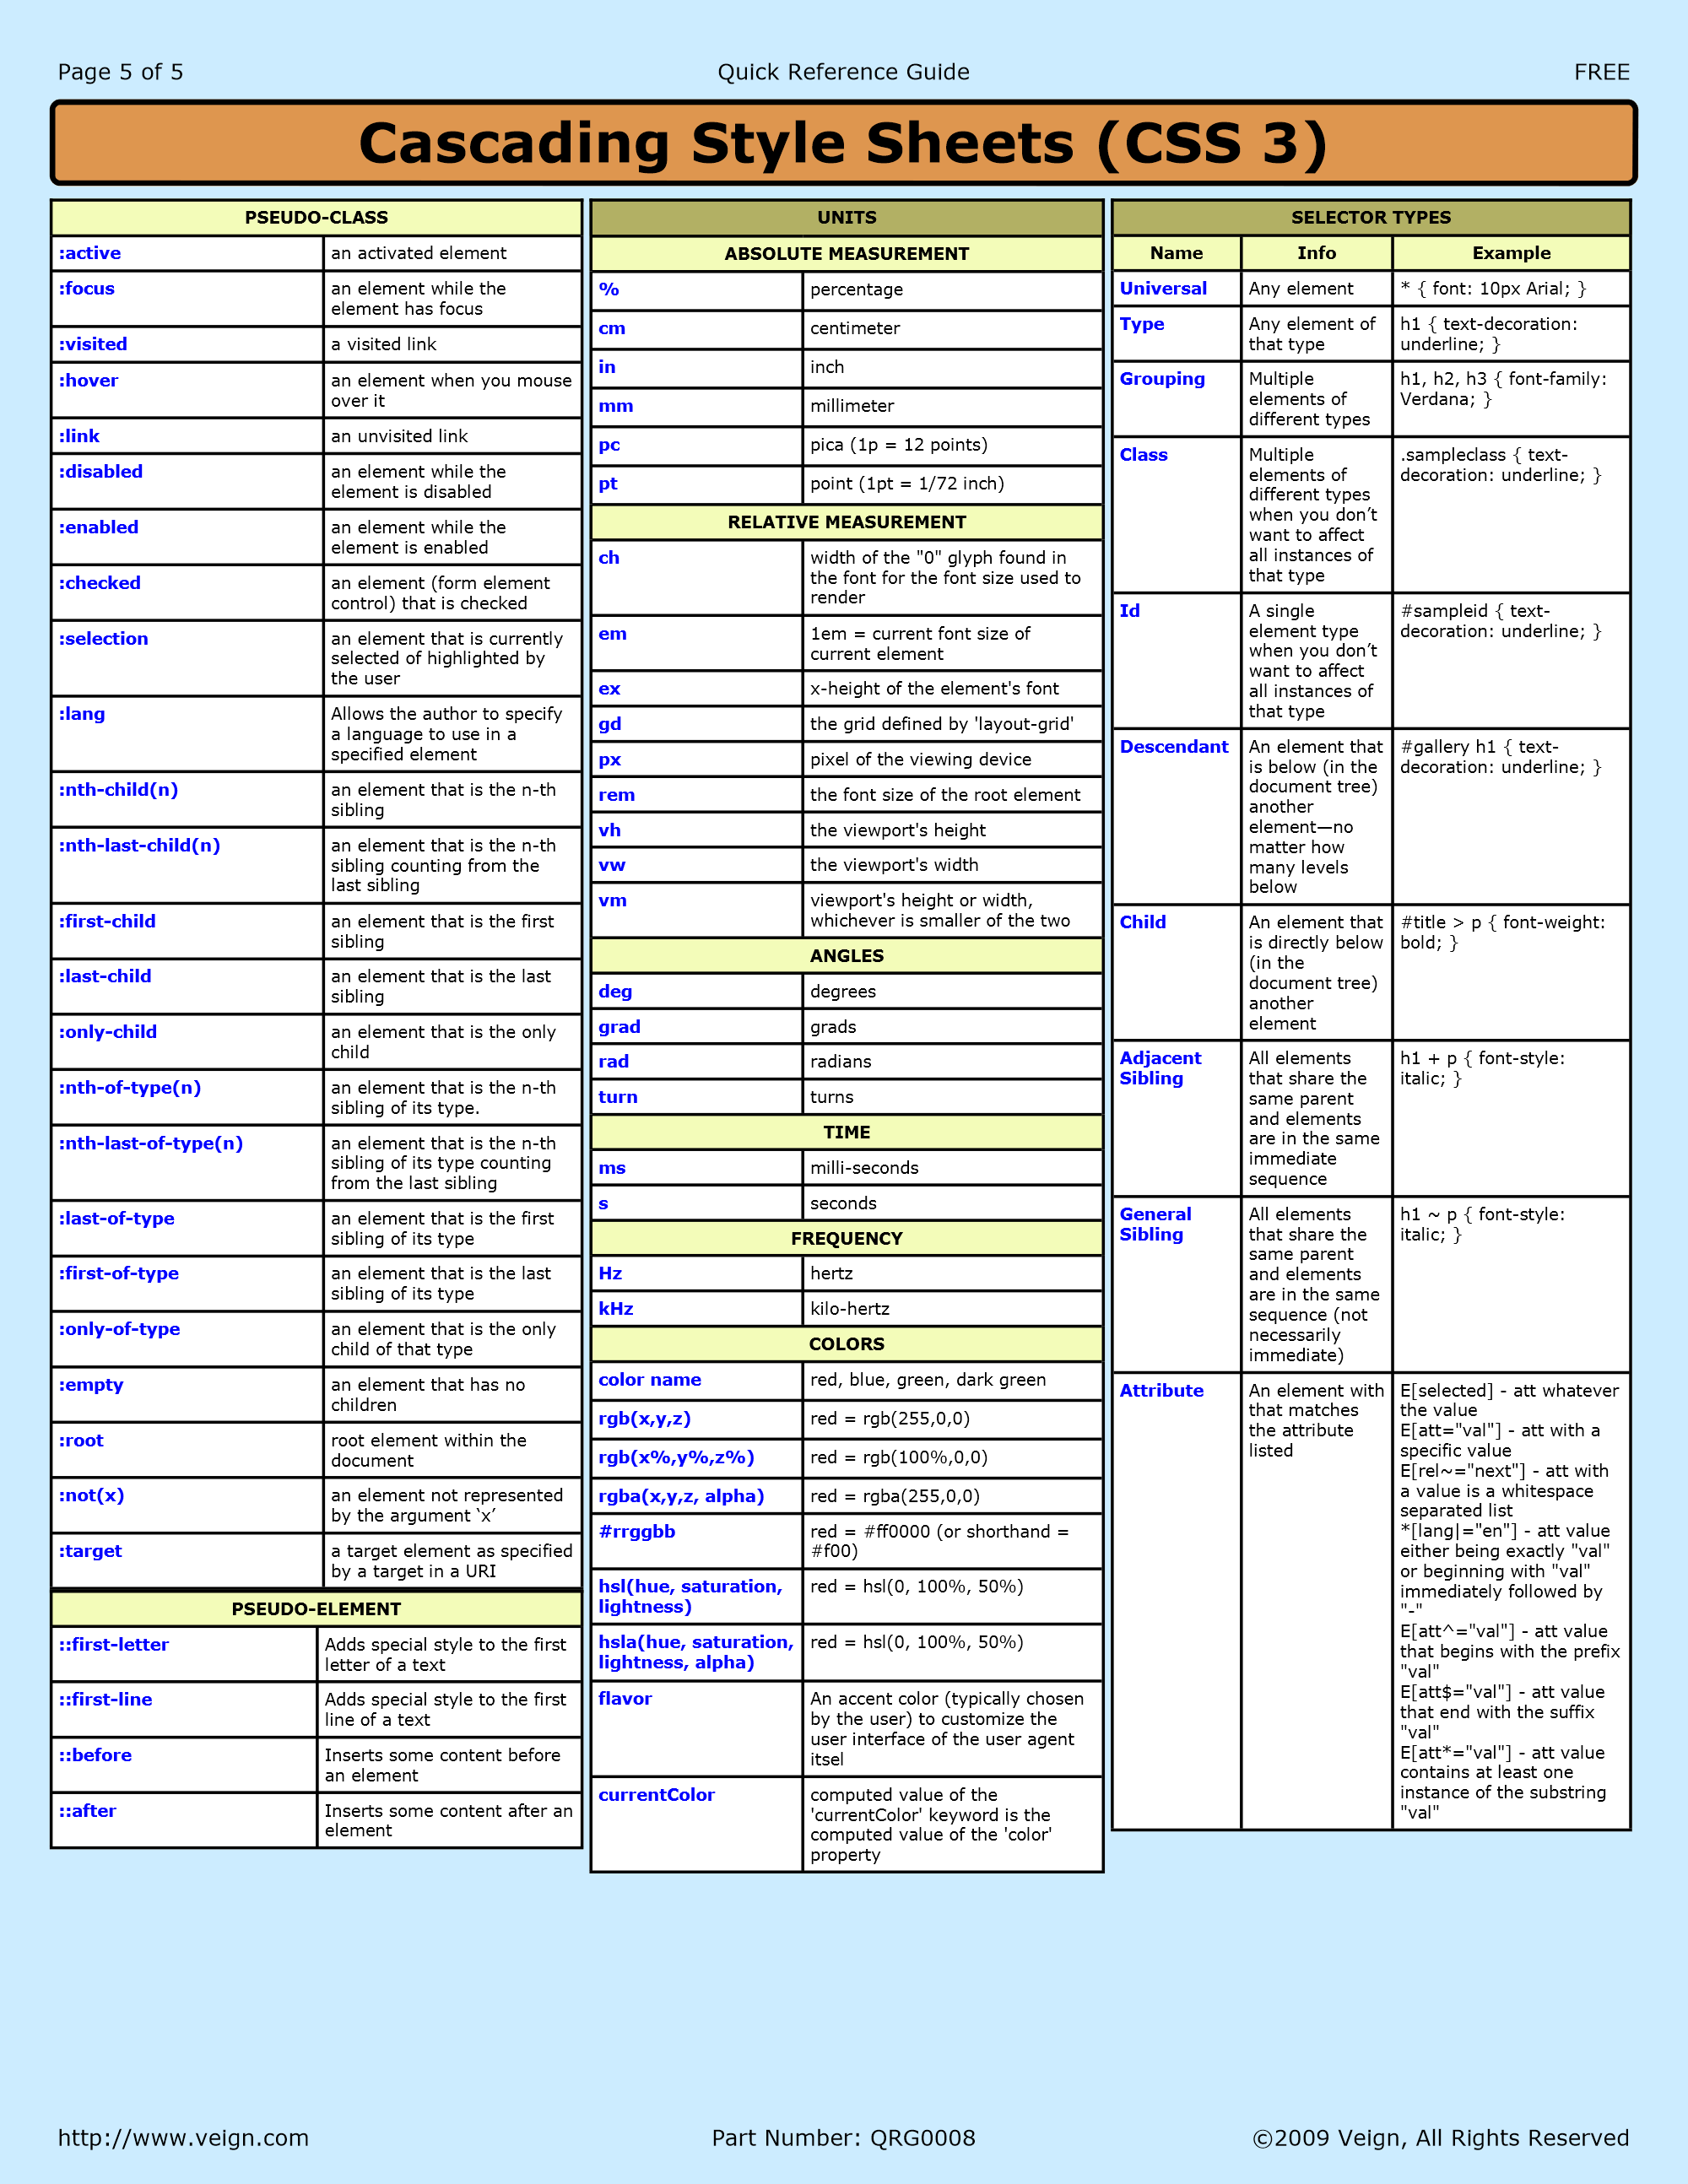 Page 5 of 5
Quick Reference Guide
FREE
Cascading Style Sheets (CSS 3)
PSEUDO-CLASS
:active
an activated element
:focus
an element while the
element has focus
:visited
a visited link
:hover
an element when you mouse
over it
:link
an unvisited link
:disabled
an element while the
element is disabled
:enabled
an element while the
element is enabled
:checked
an element (form element
control) that is checked
:selection
an element that is currently
selected of highlighted by
the user
:lang
Allows the author to specify
a language to use in a
specified element
:nth-child(n)
an element that is the n-th
sibling
:nth-last-child(n)
an element that is the n-th
sibling counting from the
last sibling
:first-child
an element that is the first
sibling
:last-child
an element that is the last
sibling
:only-child
an element that is the only
child
:nth-of-type(n)
an element that is the n-th
sibling of its type.
:nth-last-of-type(n)
an element that is the n-th
sibling of its type counting
from the last sibling
:last-of-type
an element that is the first
sibling of its type
:first-of-type
an element that is the last
sibling of its type
:only-of-type
an element that is the only
child of that type
:empty
an element that has no
children
:root
root element within the
document
:not(x)
an element not represented
by the argument ‘x’
:target
a target element as specified
by a target in a URI
PSEUDO-ELEMENT
::first-letter
Adds special style to the first
letter of a text
::first-line
Adds special style to the first
line of a text
::before
Inserts some content before
an element
::after
Inserts some content after an
element
UNITS
ABSOLUTE MEASUREMENT
%
percentage
cm
centimeter
in
inch
mm
millimeter
pc
pica (1p = 12 points)
pt
point (1pt = 1/72 inch)
RELATIVE MEASUREMENT
ch
width of the "0" glyph found in
the font for the font size used to
render
em
1em = current font size of
current element
ex
x-height of the element's font
gd
the grid defined by 'layout-grid'
px
pixel of the viewing device
rem
the font size of the root element
vh
the viewport's height
vw
the viewport's width
vm
viewport's height or width,
whichever is smaller of the two
ANGLES
deg
degrees
grad
grads
rad
radians
turn
turns
TIME
ms
milli-seconds
s
seconds
FREQUENCY
Hz
hertz
kHz
kilo-hertz
COLORS
color name
red, blue, green, dark green
rgb(x,y,z)
red = rgb(255,0,0)
rgb(x%,y%,z%)
red = rgb(100%,0,0)
rgba(x,y,z, alpha)
red = rgba(255,0,0)
#rrggbb
red = #ff0000 (or shorthand =
#f00)
hsl(hue, saturation,
lightness)
red = hsl(0, 100%, 50%)
hsla(hue, saturation,
lightness, alpha)
red = hsl(0, 100%, 50%)
flavor
An accent color (typically chosen
by the user) to customize the
user interface of the user agent
itsel
currentColor
computed value of the
'currentColor' keyword is the
computed value of the 'color'
property
SELECTOR TYPES
Name
Info
Example
Universal
Any element
* { font: 10px Arial; }
Type
Any element of
that type
h1 { text-decoration:
underline; }
Grouping
Multiple
elements of
different types
h1, h2, h3 { font-family:
Verdana; }
Class
Multiple
elements of
different types
when you don’t
want to affect
all instances of
that type
.sampleclass { text-
decoration: underline; }
Id
A single
element type
when you don’t
want to affect
all instances of
that type
#sampleid { text-
decoration: underline; }
Descendant
An element that
is below (in the
document tree)
another
element—no
matter how
many levels
below
#gallery h1 { text-
decoration: underline; }
Child
An element that
is directly below
(in the
document tree)
another
element
#title > p { font-weight:
bold; }
Adjacent
Sibling
All elements
that share the
same parent
and elements
are in the same
immediate
sequence
h1 + p { font-style:
italic; }
General
Sibling
All elements
that share the
same parent
and elements
are in the same
sequence (not
necessarily
immediate)
h1 ~ p { font-style:
italic; }
Attribute
An element with
that matches
the attribute
listed
E[selected] - att whatever
the value
E[att="val"] - att with a
specific value
E[rel~="next"] - att with
a value is a whitespace
separated list
*[lang|="en"] - att value
either being exactly "val"
or beginning with "val"
immediately followed by
"-"
E[att^="val"] - att value
that begins with the prefix
"val"
E[att$="val"] - att value
that end with the suffix
"val"
E[att*="val"] - att value
contains at least one
instance of the substring
"val"
http://www.veign.com
Part Number: QRG0008
©2009 Veign, All Rights Reserved